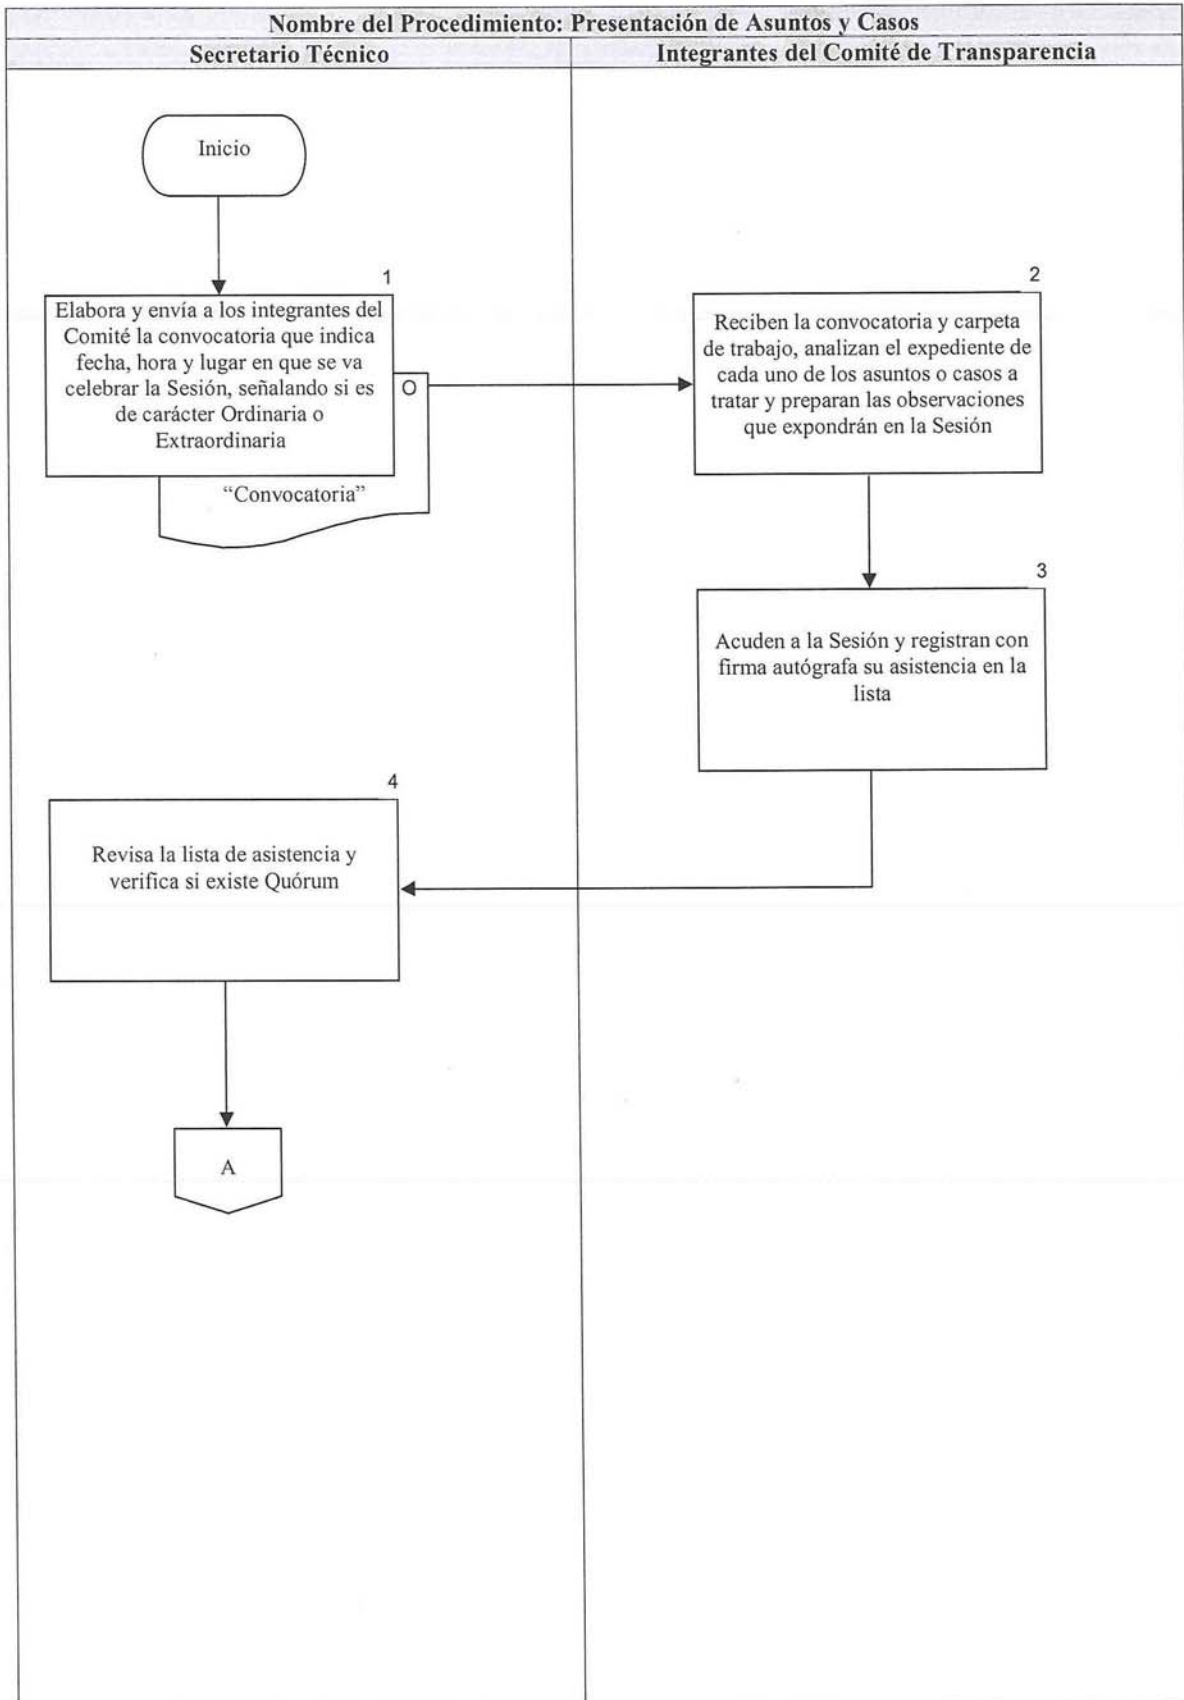 Nombre del Procedimiento: Presentación de Asuntos y Casos
Secretario Técnico
Integrantes del Comité de Transparencia
Inicio
1
Elabora y envía a los integrantes del
Comité la convocatoria que indica
fecha, hora y lugar en que se va
celebrar la Sesión, señalando si es
de carácter Ordinaria o
Extraordinaria
O
“Convocatoria”
2
Reciben la convocatoria y carpeta
de trabajo, analizan el expediente de
cada uno de los asuntos o casos a
tratar y preparan las observaciones
que expondrán en la Sesión
3
Acuden a la Sesión y registran con
firma autógrafa su asistencia en la
lista
4
Revisa la lista de asistencia y
verifica si existe Quórum
A